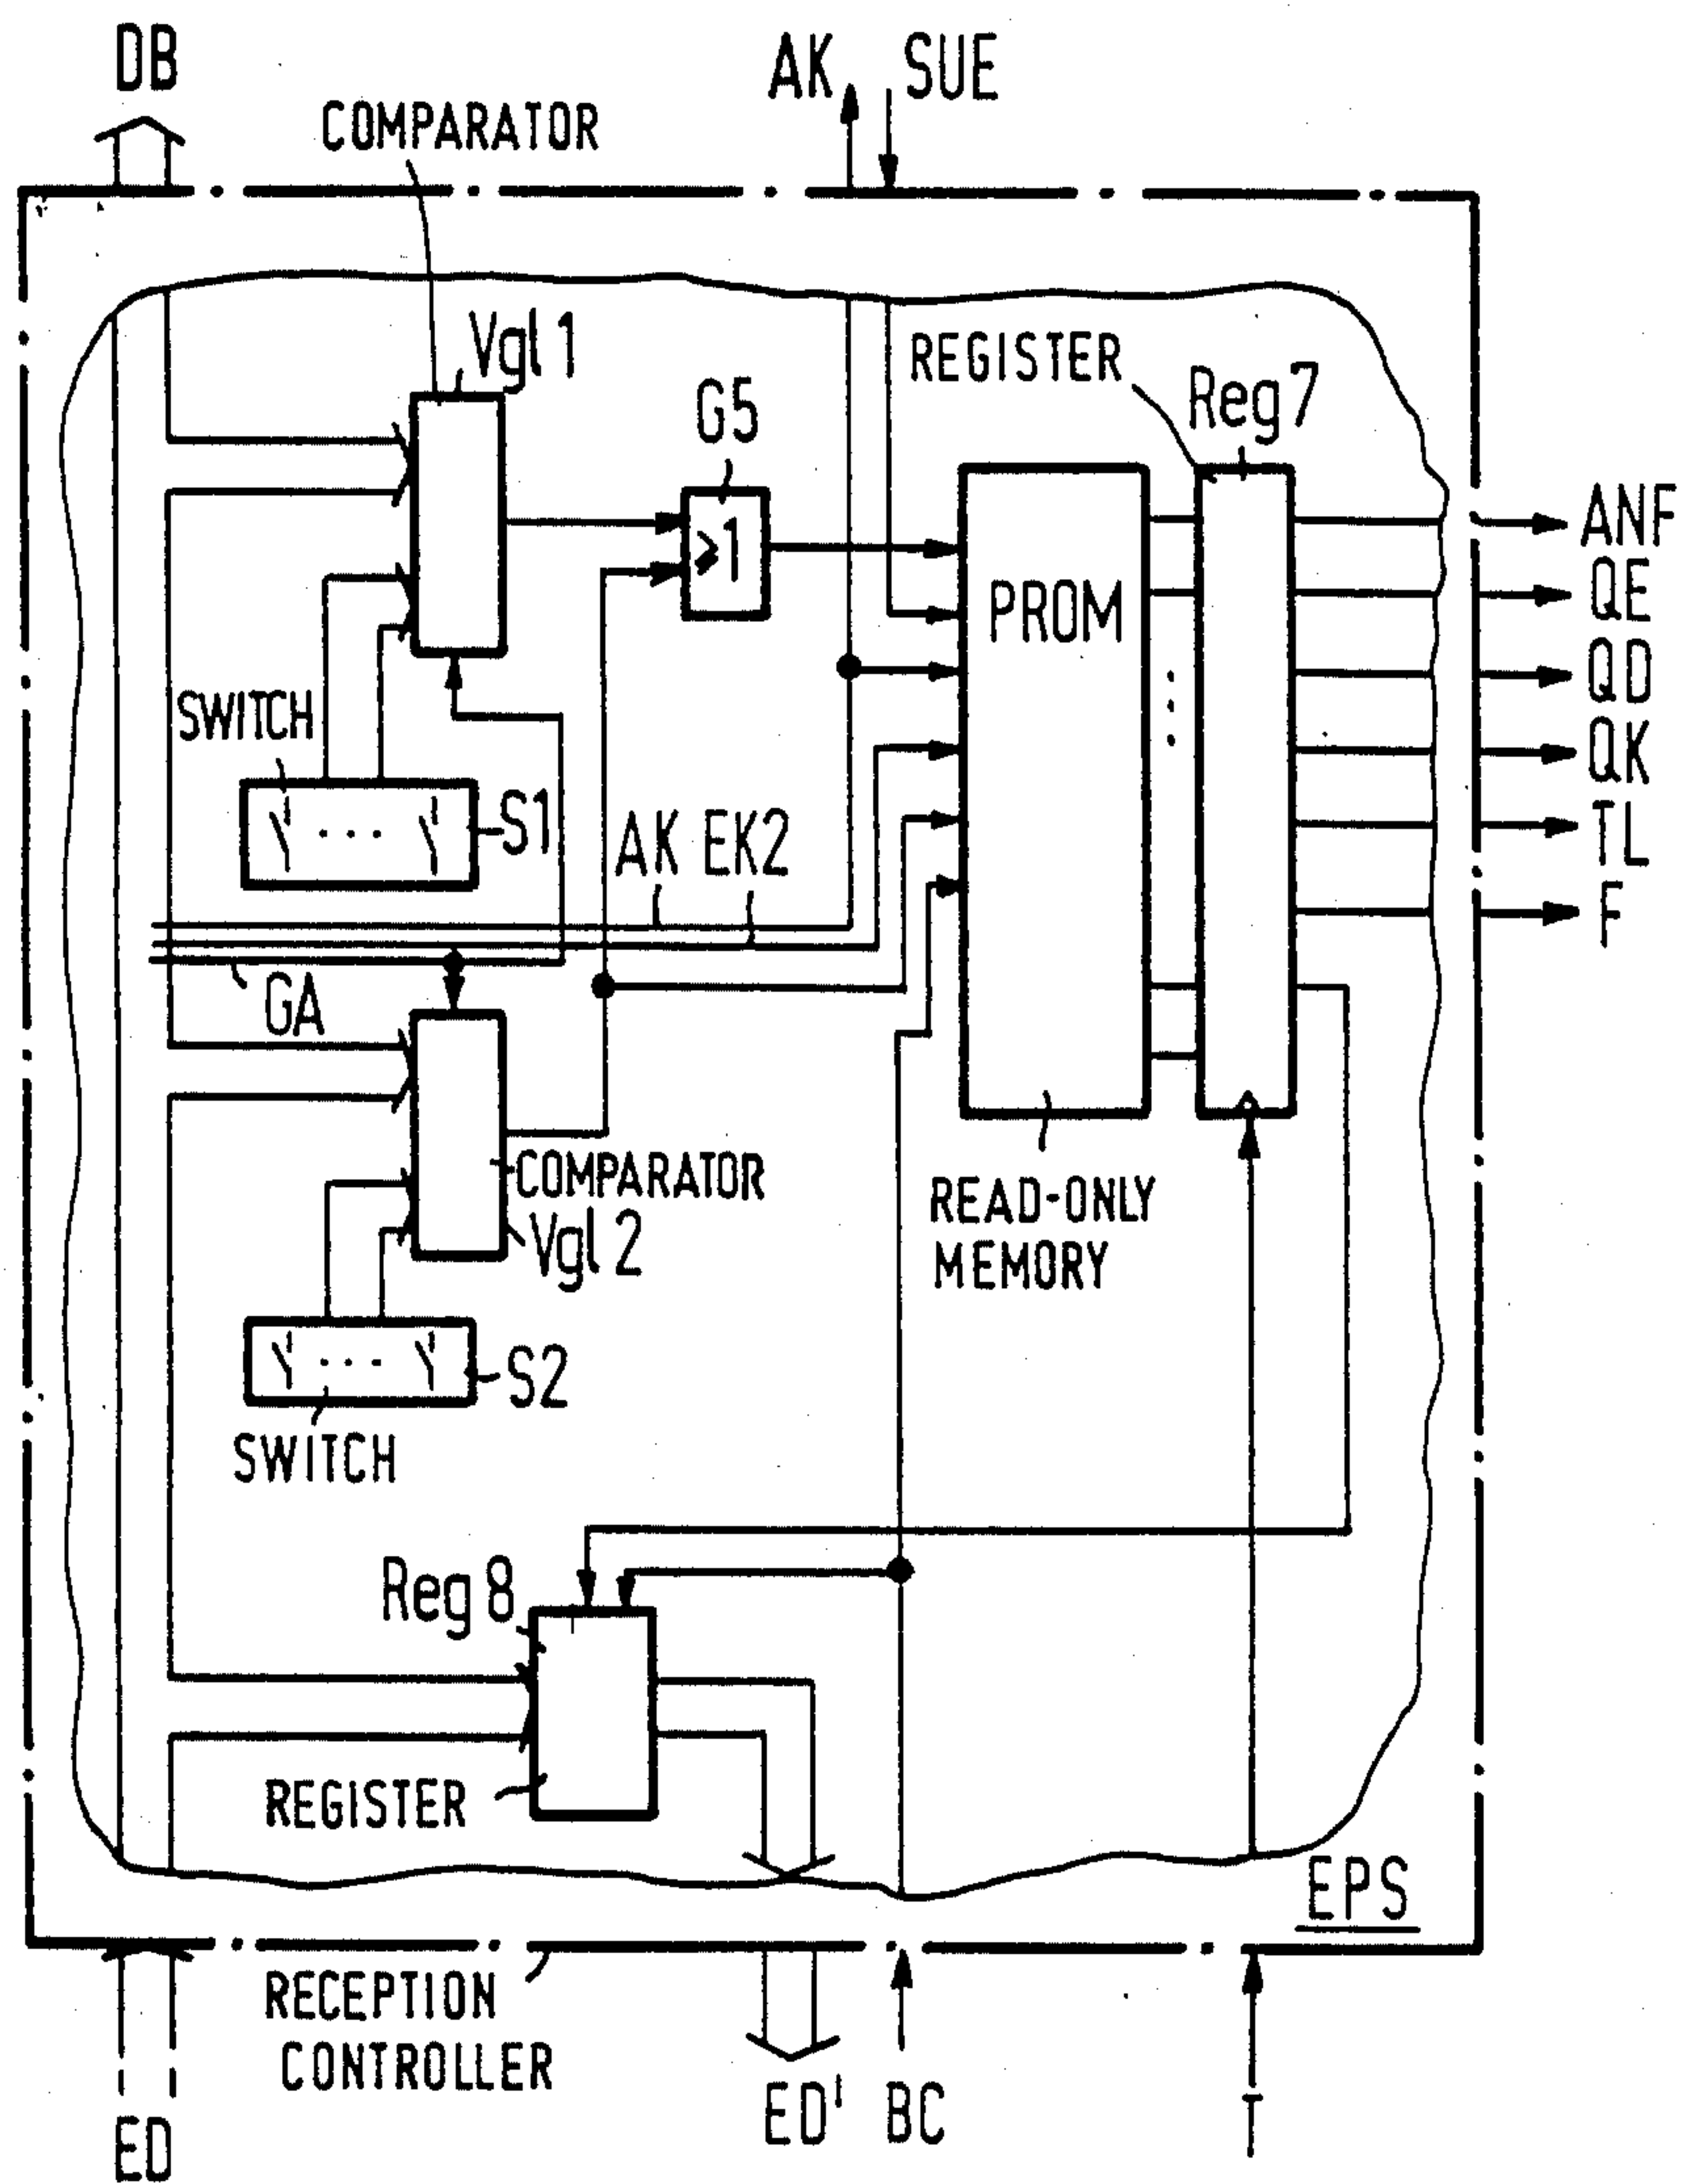 DB
AK
SUE
COMPARATOR
Vgl 1
REGISTER
Reg 7
G5
≥1
PROM
ANF
QE
QD
QK
TL
F
SWITCH
S1
AK EK2
GA
COMPARATOR
Vgl 2
READ-ONLY
MEMORY
S2
SWITCH
Reg 8
REGISTER
EPS
RECEPTION
CONTROLLER
ED
ED'
BC
T